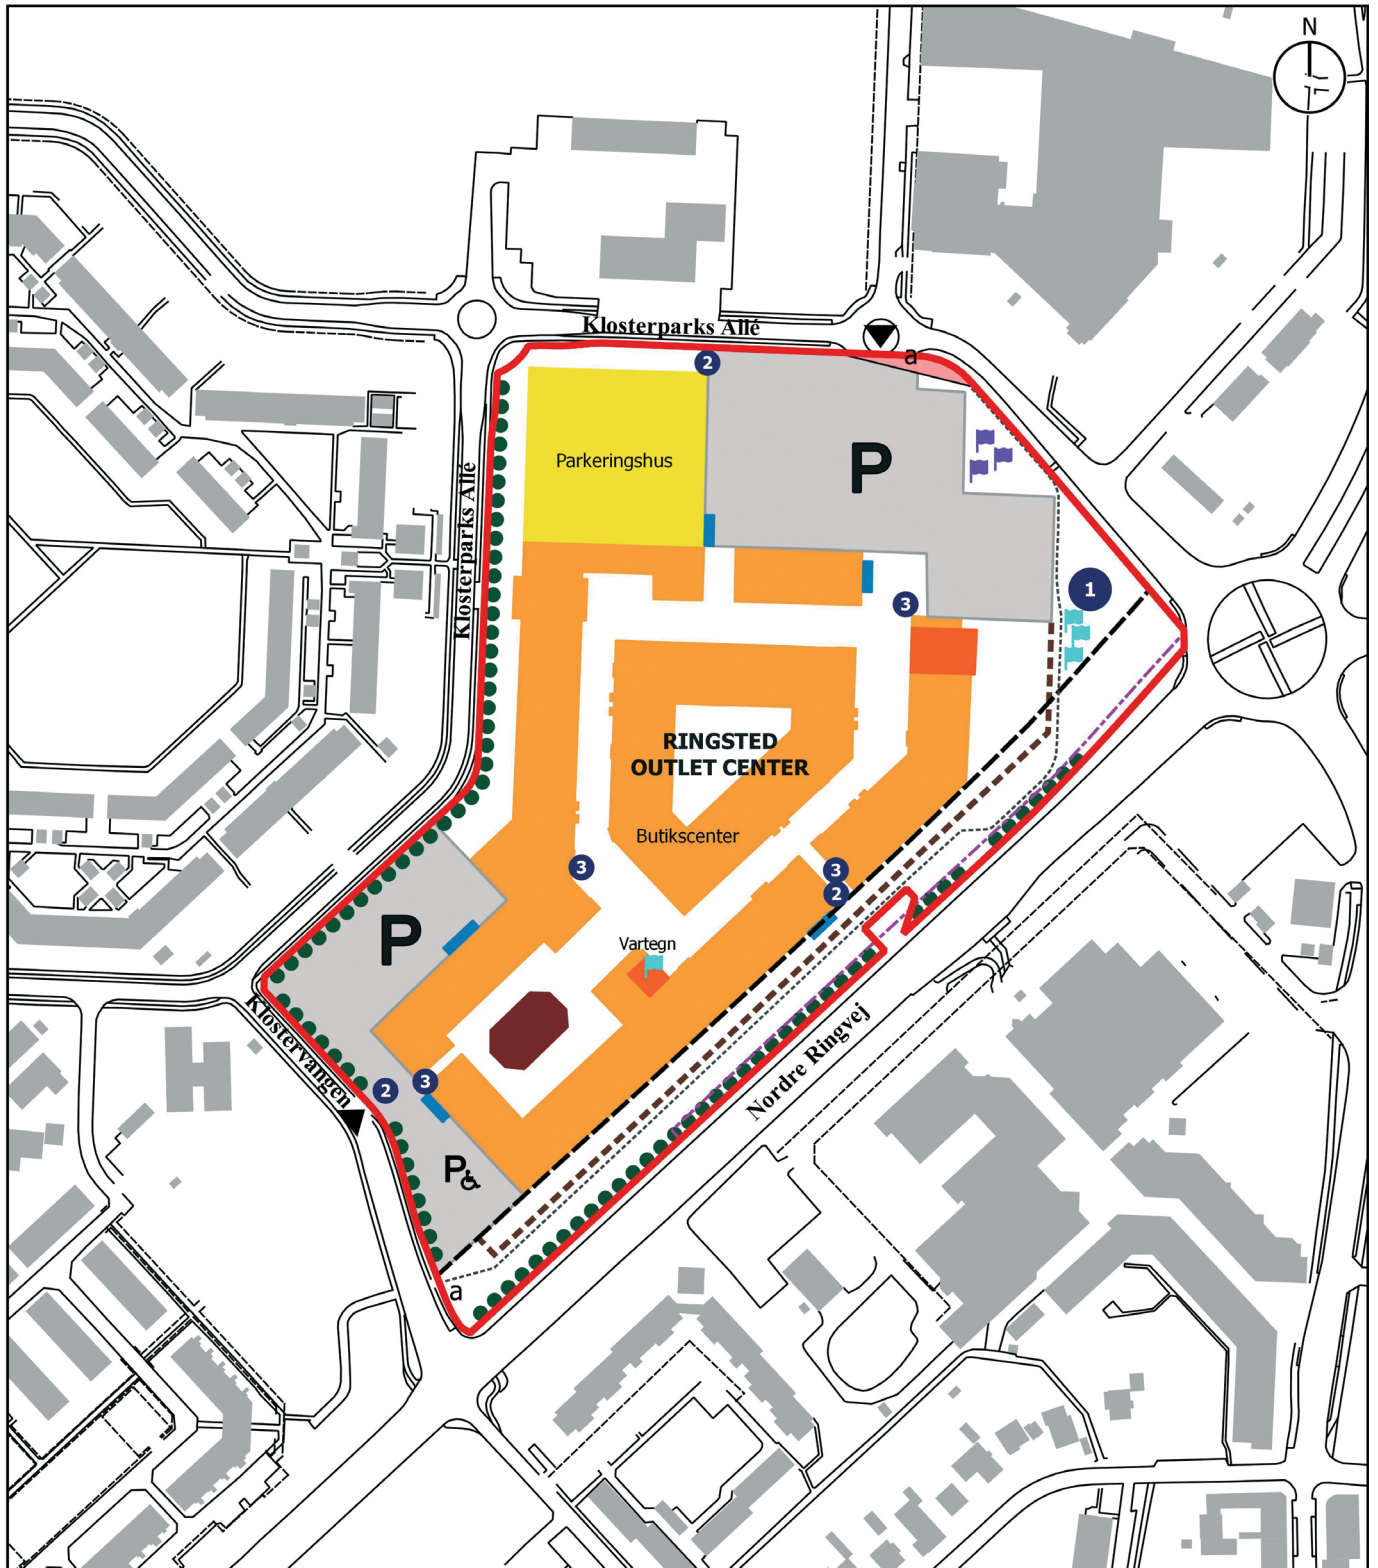 N
Klosterparks Allé
a
2
Parkeringshus
P
Klosterparks Allé
1
3
RINGSTED
OUTLET CENTER
Butikscenter
3
3
2
P
Vartegn
Klostervangen
2
3
Nordre Ringvej
P
a